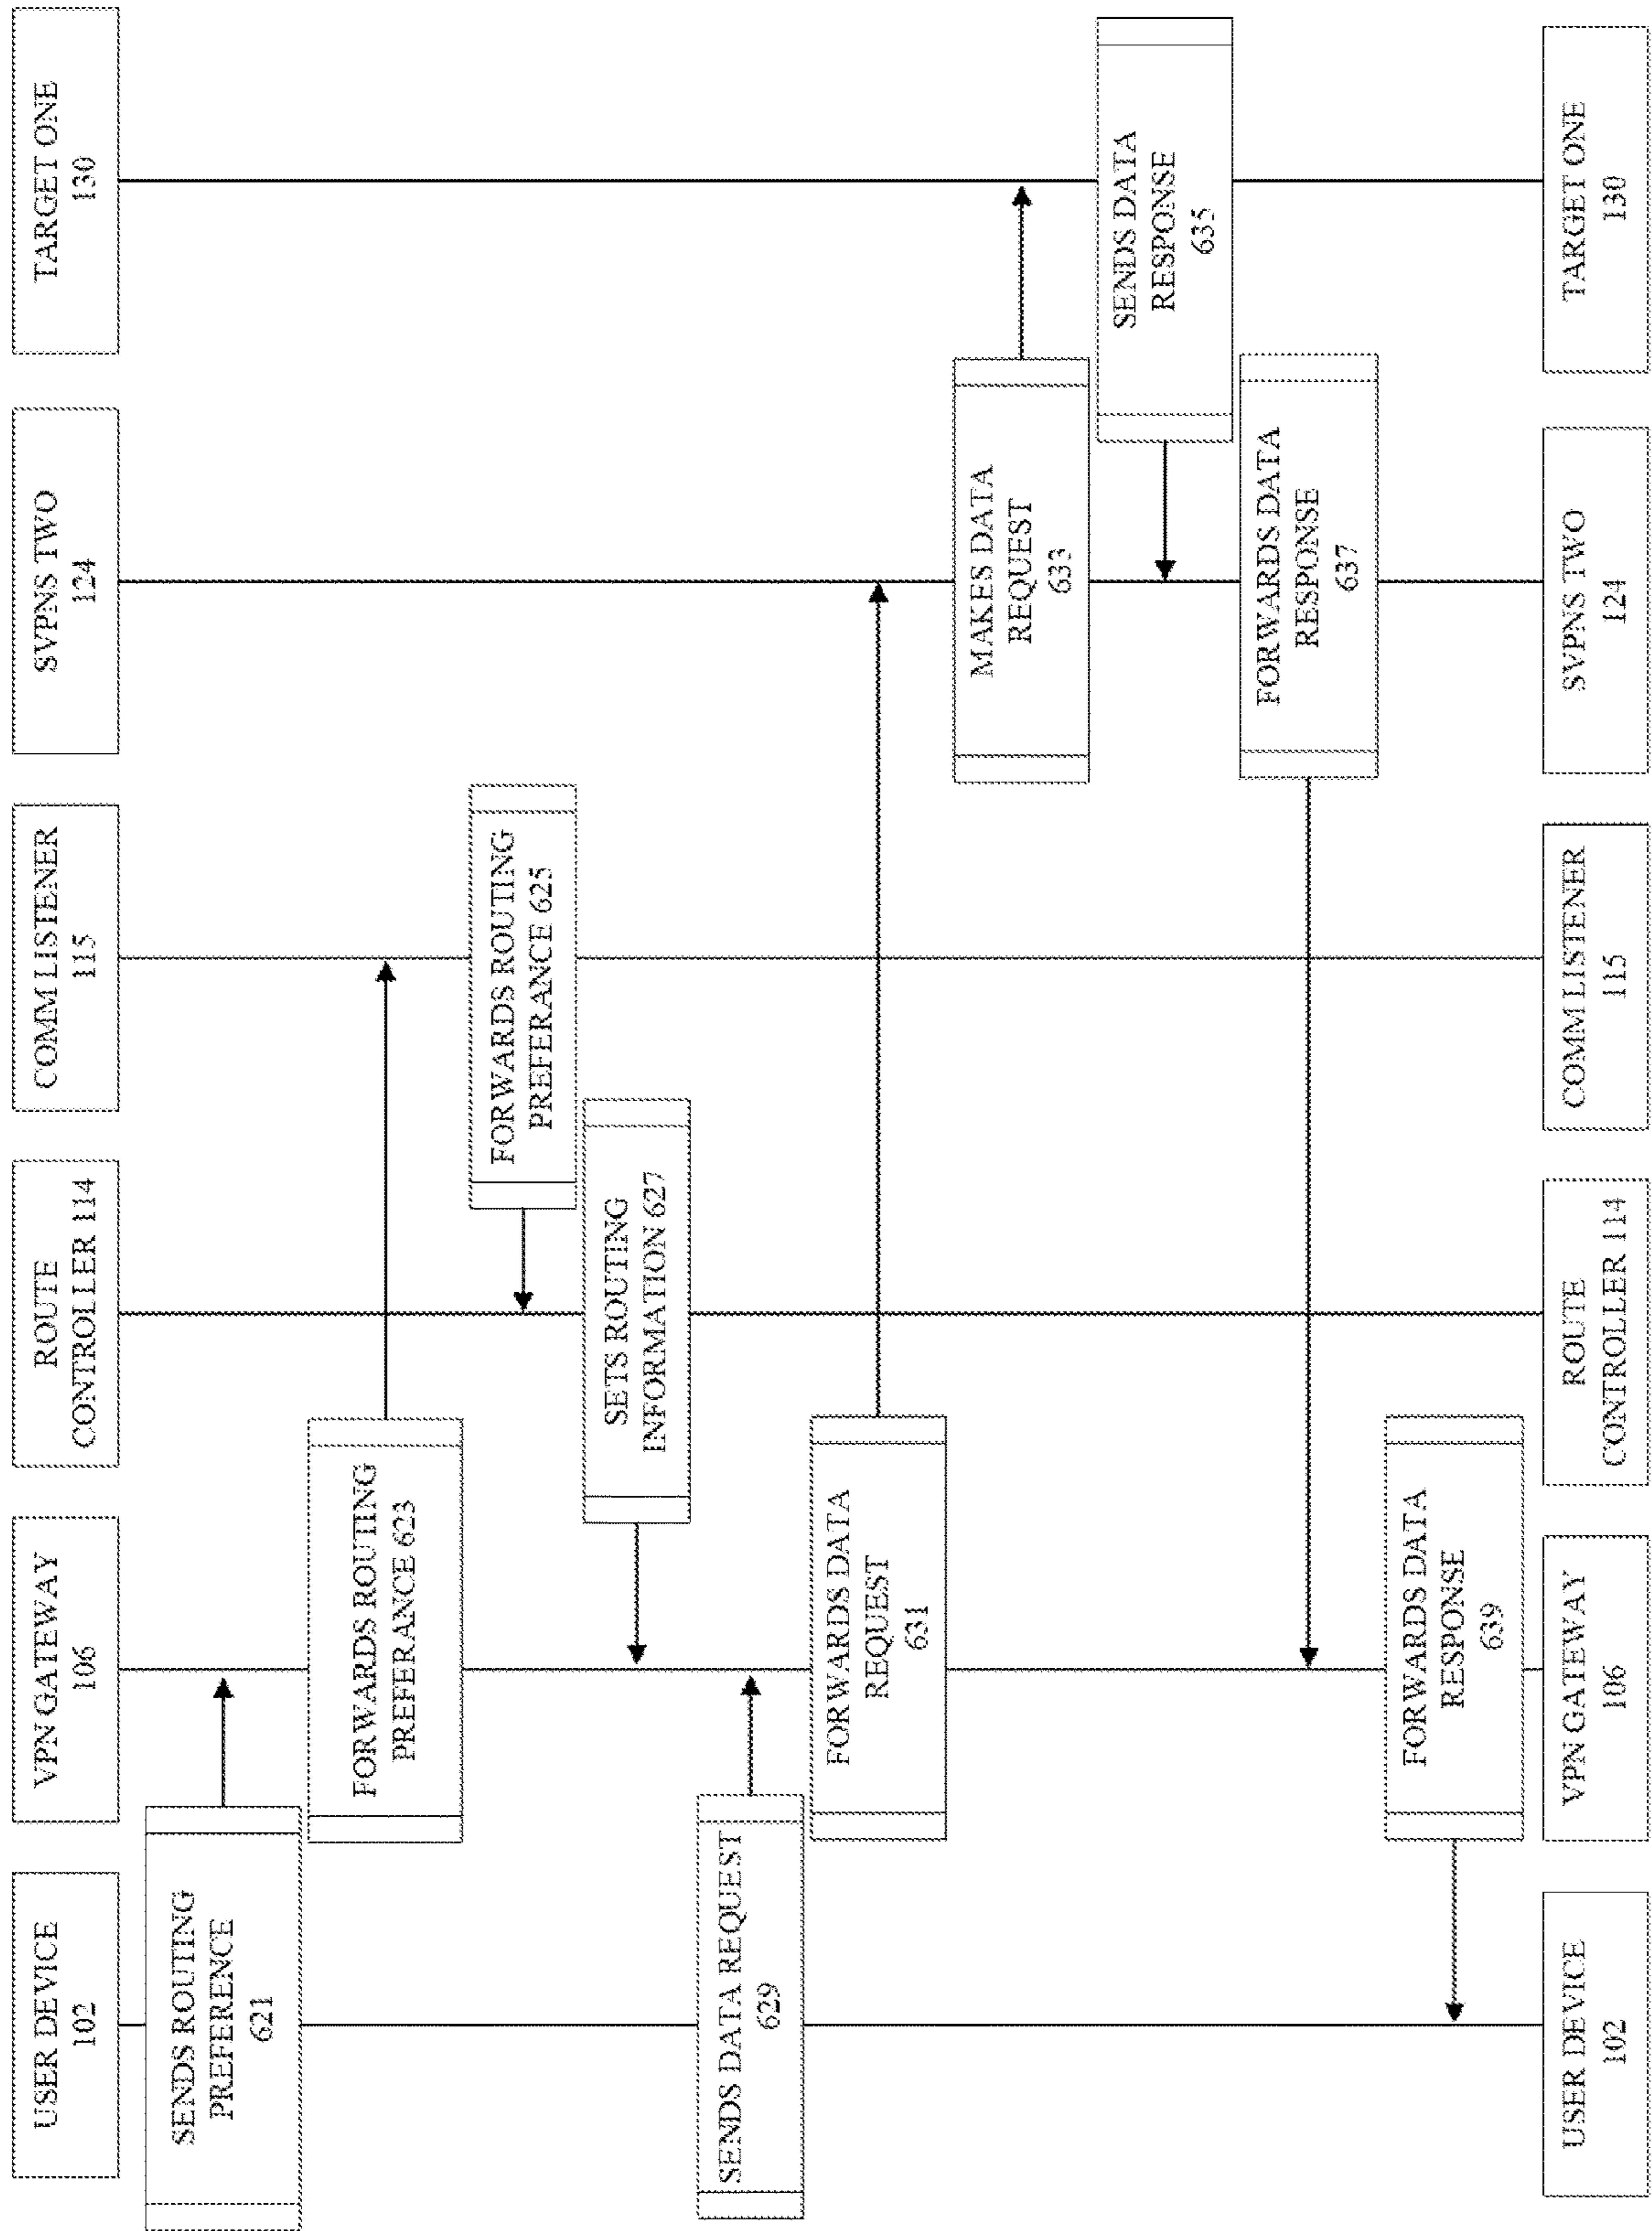 USER DEVICE
102
VPN GATEWAY
106
ROUTE
CONTROLLER 114
COMM LISTENER
115
SVPNS TWO
124
TARGET ONE
130
SENDS ROUTING
PREFERENCE
621
FORWARDS ROUTING
PREFERANCE 623
FORWARDS ROUTING
PREFERANCE 625
SETS ROUTING
INFORMATION 627
SENDS DATA REQUEST
629
FORWARDS DATA
REQUEST
631
MAKES DATA
REQUEST
633
SENDS DATA
RESPONSE
635
FORWARDS DATA
RESPONSE
637
FORWARDS DATA
RESPONSE
639
USER DEVICE
102
VPN GATEWAY
106
ROUTE
CONTROLLER 114
COMM LISTENER
115
SVPNS TWO
124
TARGET ONE
130